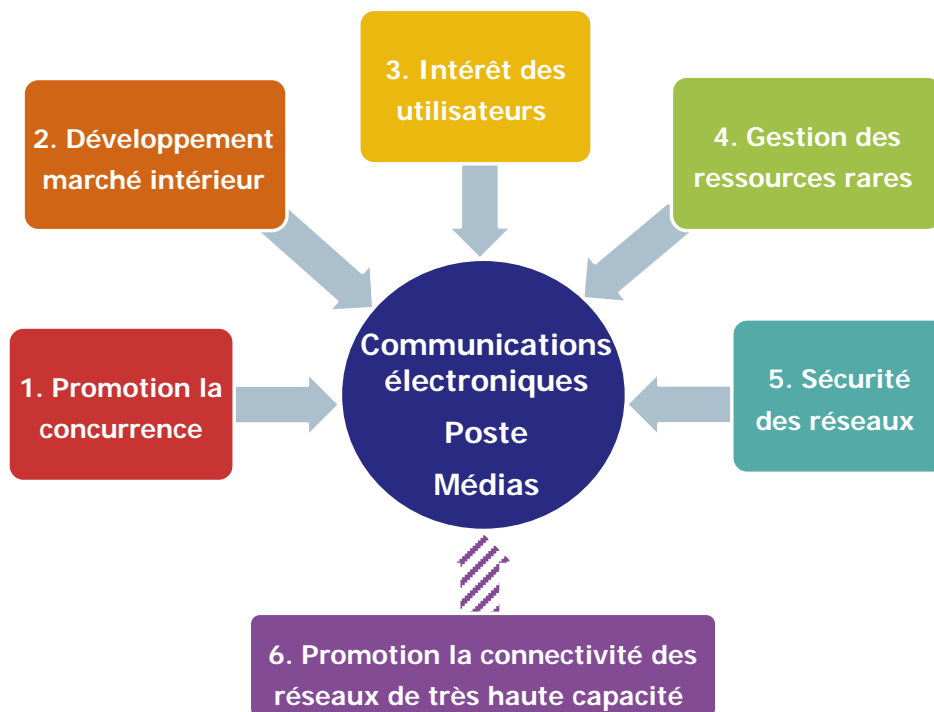 1. Promotion la
concurrence
2. Développement
marché intérieur
3. Intérêt des
utilisateurs
4. Gestion des
ressources rares
5. Sécurité
des réseaux
Communications
électroniques
Poste
Médias
6. Promotion la connectivité des
réseaux de très haute capacité